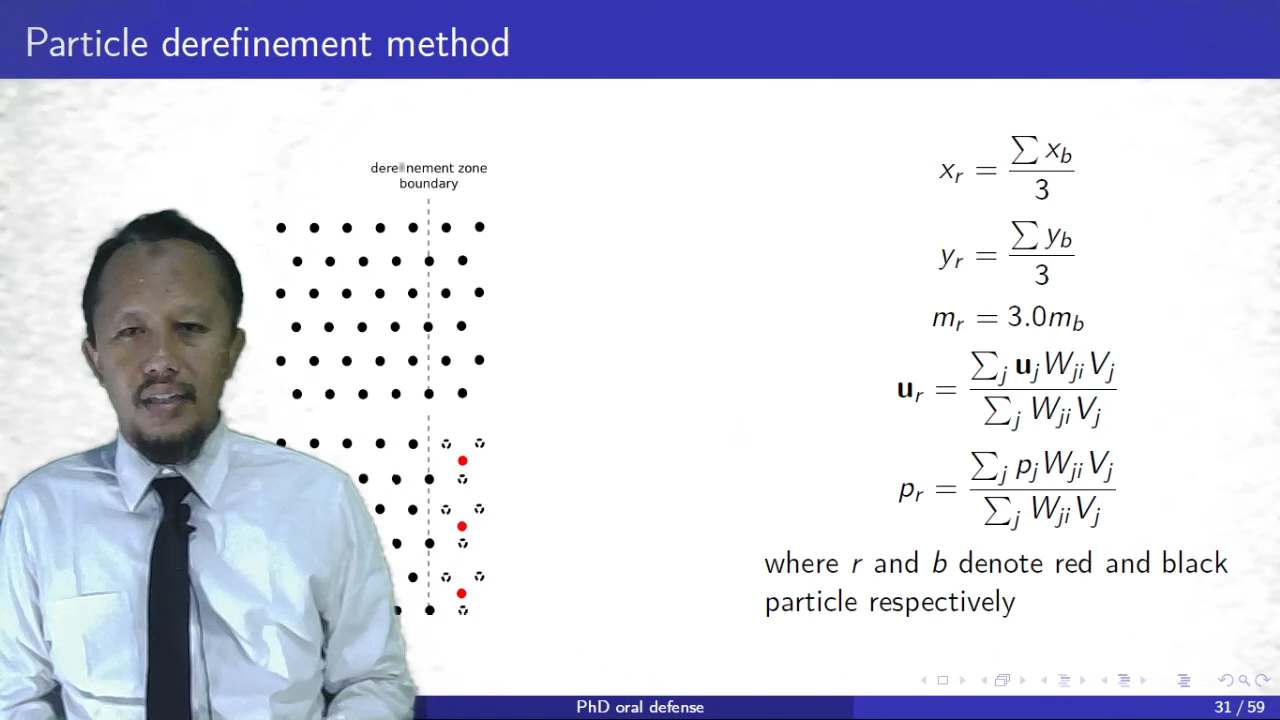 Particle derefinement method
derefinement zone
boundary
x_r = ∑ x_b / 3
y_r = ∑ y_b / 3
m_r = 3.0m_b
u_r = ∑_j u_j W_ji V_j / ∑_j W_ji V_j
p_r = ∑_j p_j W_ji V_j / ∑_j W_ji V_j
where r and b denote red and black
particle respectively
PhD oral defense
31 / 59